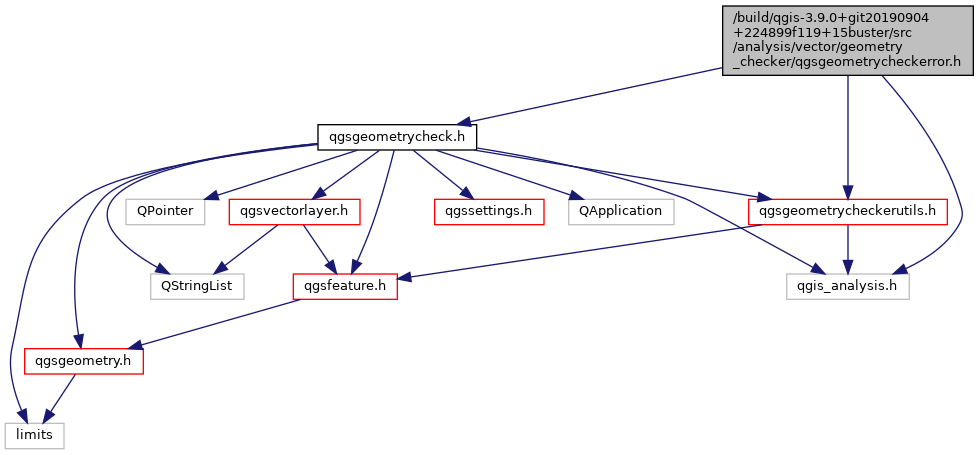 /build/qgis-3.9.0+git20190904
+224899f119+15buster/src
/analysis/vector/geometry
_checker/qgsgeometrycheckerror.h
qgsgeometrycheck.h
QPointer
qgsvectorlayer.h
qgssettings.h
QApplication
qgsgeometrycheckerutils.h
QStringList
qgsfeature.h
qgis_analysis.h
qgsgeometry.h
limits